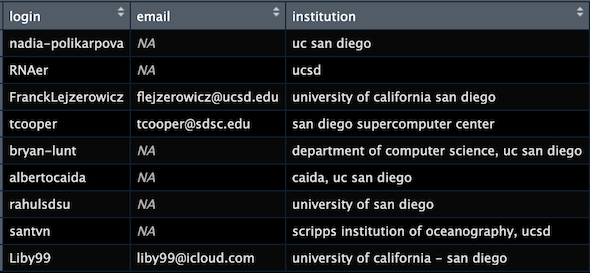 login email institution
nadia-polikarpova NA uc san diego
RNAer NA ucsd
FranckLejzerowicz flejzerowicz@ucsd.edu university of california san diego
tcooper tcooper@sdsc.edu san diego supercomputer center
bryan-lunt NA department of computer science, uc san diego
albertocaida NA caida, uc san diego
rahulsdsu NA university of san diego
santvn NA scripps institution of oceanography, ucsd
Liby99 liby99@icloud.com university of california - san diego